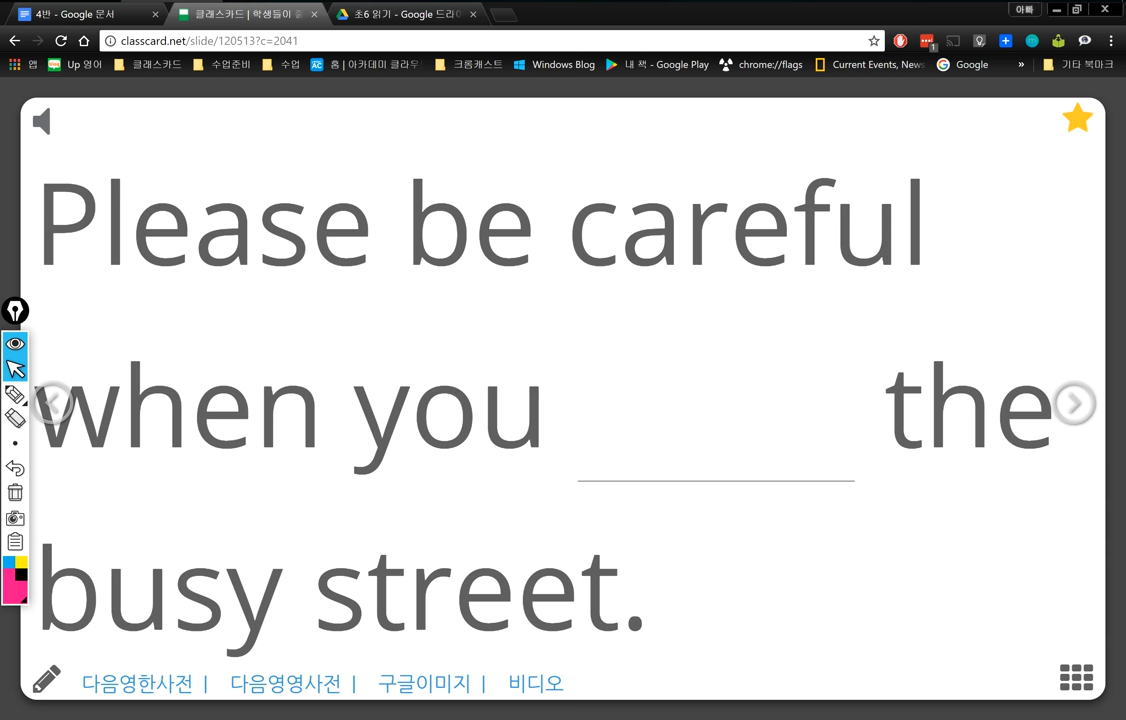 4반 - Google 문서
클래스카드 | 학생들이 좋
초6 읽기 - Google 드라이
아빠
classcard.net/slide/120513?c=2041
앱 Up 영어 클래스카드 수업준비 수업 홈 | 아카데미 클라우 크롬캐스트 Windows Blog 내 책 - Google Play chrome://flags Current Events, News Google » 기타 북마크
Please be careful
when you ________ the
busy street.
다음영한사전 | 다음영영사전 | 구글이미지 | 비디오